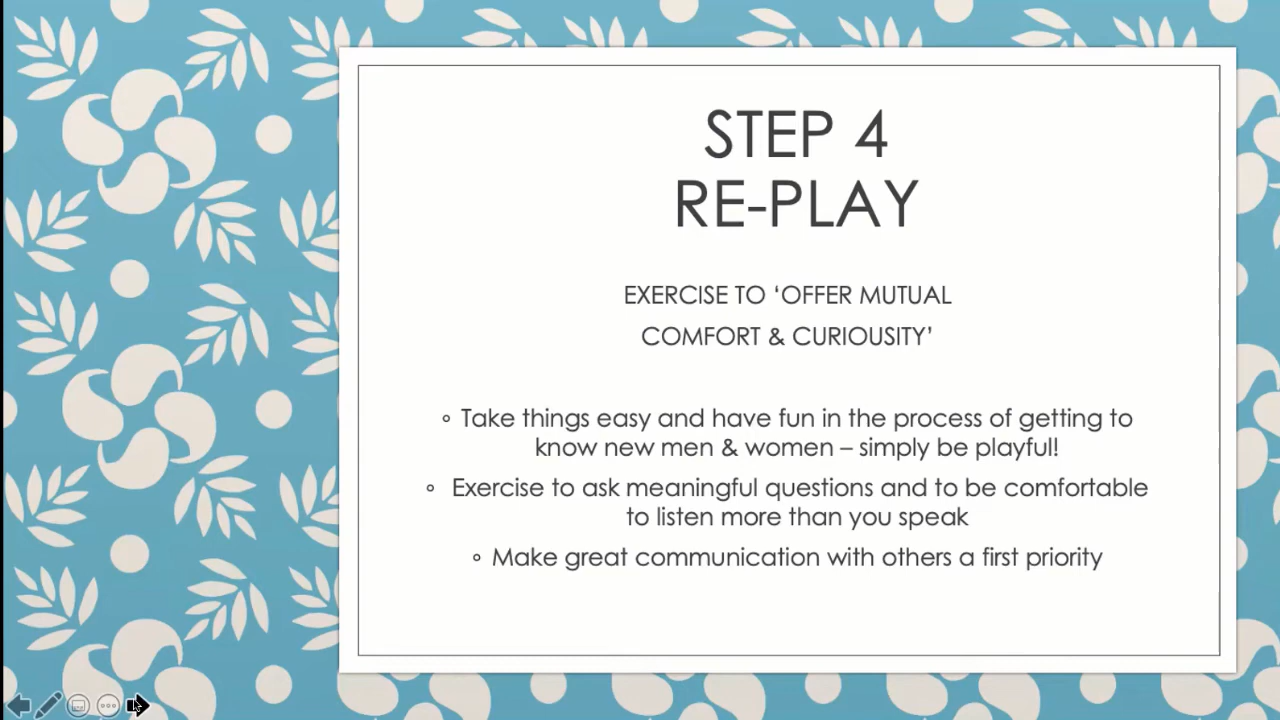 STEP 4
RE-PLAY
EXERCISE TO ‘OFFER MUTUAL
COMFORT & CURIOUSITY’
◦ Take things easy and have fun in the process of getting to
know new men & women – simply be playful!
◦ Exercise to ask meaningful questions and to be comfortable
to listen more than you speak
◦ Make great communication with others a first priority